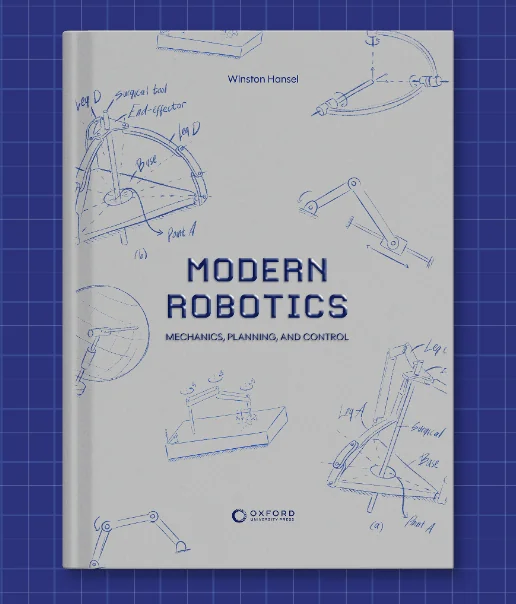 Winston Hansel
Leg D
Surgical tool
End-effector
Leg D
Base
Point A
(b)
MODERN
ROBOTICS
MECHANICS, PLANNING, AND CONTROL
Leg A
Surgical
Base
Point A
(a)
OXFORD
UNIVERSITY PRESS